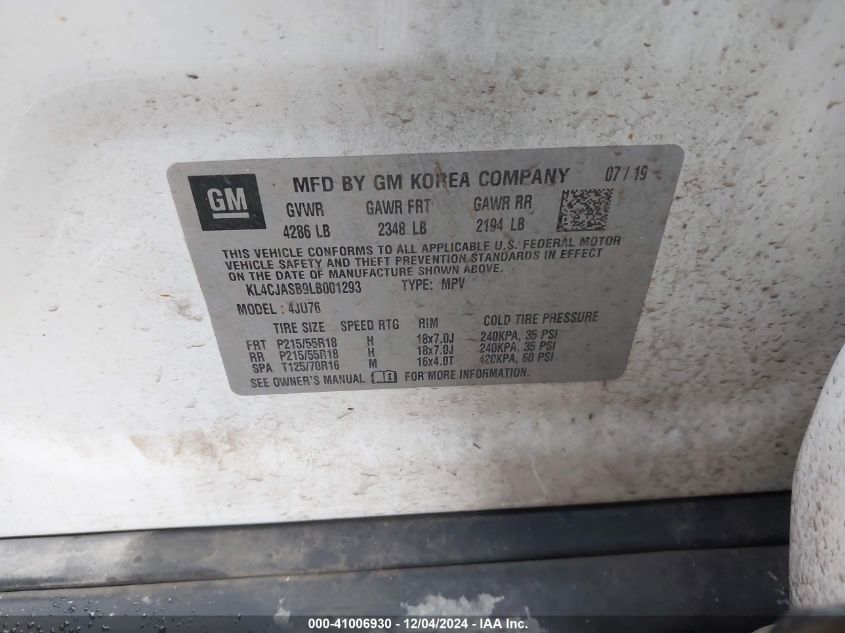 GM
MFD BY GM KOREA COMPANY 07 / 19
GVWR GAWR FRT GAWR RR
4286 LB 2348 LB 2194 LB
THIS VEHICLE CONFORMS TO ALL APPLICABLE U.S. FEDERAL MOTOR
VEHICLE SAFETY AND THEFT PREVENTION STANDARDS IN EFFECT
ON THE DATE OF MANUFACTURE SHOWN ABOVE.
KL4CJASB9LB001293 TYPE: MPV
MODEL : 4JU76
TIRE SIZE SPEED RTG RIM COLD TIRE PRESSURE
FRT P215/55R18 H 18x7.0J 240KPA, 35 PSI
RR P215/55R18 H 18x7.0J 240KPA, 35 PSI
SPA T125/70R16 M 16x4.0T 420KPA, 60 PSI
SEE OWNER'S MANUAL FOR MORE INFORMATION.
000-41006930 - 12/04/2024 - IAA Inc.